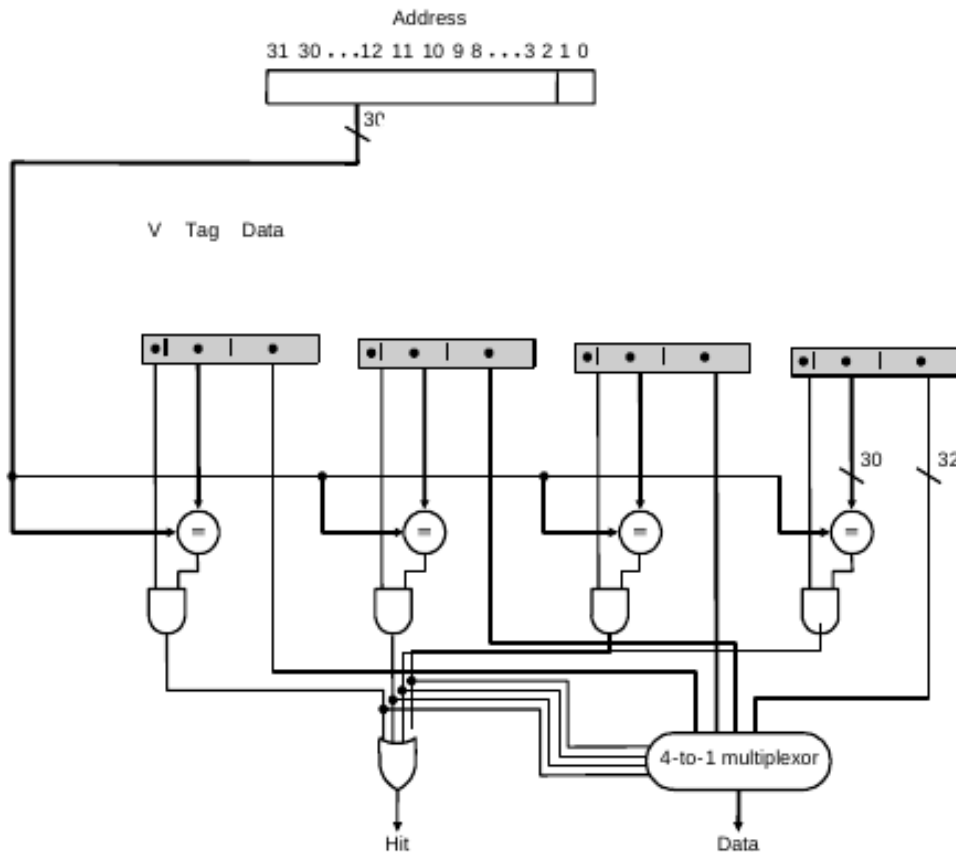 Address
31 30 ...12 11 10 9 8 ...3 2 1 0
30
V Tag Data
30 32
= = = =
4-to-1 multiplexor
Hit Data